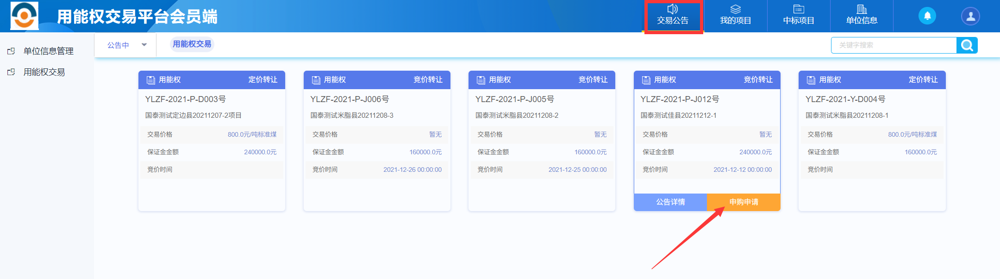 用能权交易平台会员端
交易公告
我的项目
中标项目
单位信息
单位信息管理
用能权交易
公告中
用能权交易
关键字搜索
用能权 定价转让
YLZF-2021-P-D003号
国泰测试定边县20211207-2项目
交易价格 800.0元/吨标准煤
保证金金额 240000.0元
竞价时间
用能权 竞价转让
YLZF-2021-P-J006号
国泰测试米脂县20211208-3
交易价格 暂无
保证金金额 160000.0元
竞价时间 2021-12-26 00:00:00
用能权 竞价转让
YLZF-2021-P-J005号
国泰测试米脂县20211208-2
交易价格 暂无
保证金金额 160000.0元
竞价时间 2021-12-25 00:00:00
用能权 竞价转让
YLZF-2021-P-J012号
国泰测试佳县20211212-1
交易价格 暂无
保证金金额 240000.0元
竞价时间 2021-12-12 00:00:00
公告详情 申购申请
用能权 定价转让
YLZF-2021-Y-D004号
国泰测试米脂县20211208-1
交易价格 800.0元/吨标准煤
保证金金额 160000.0元
竞价时间